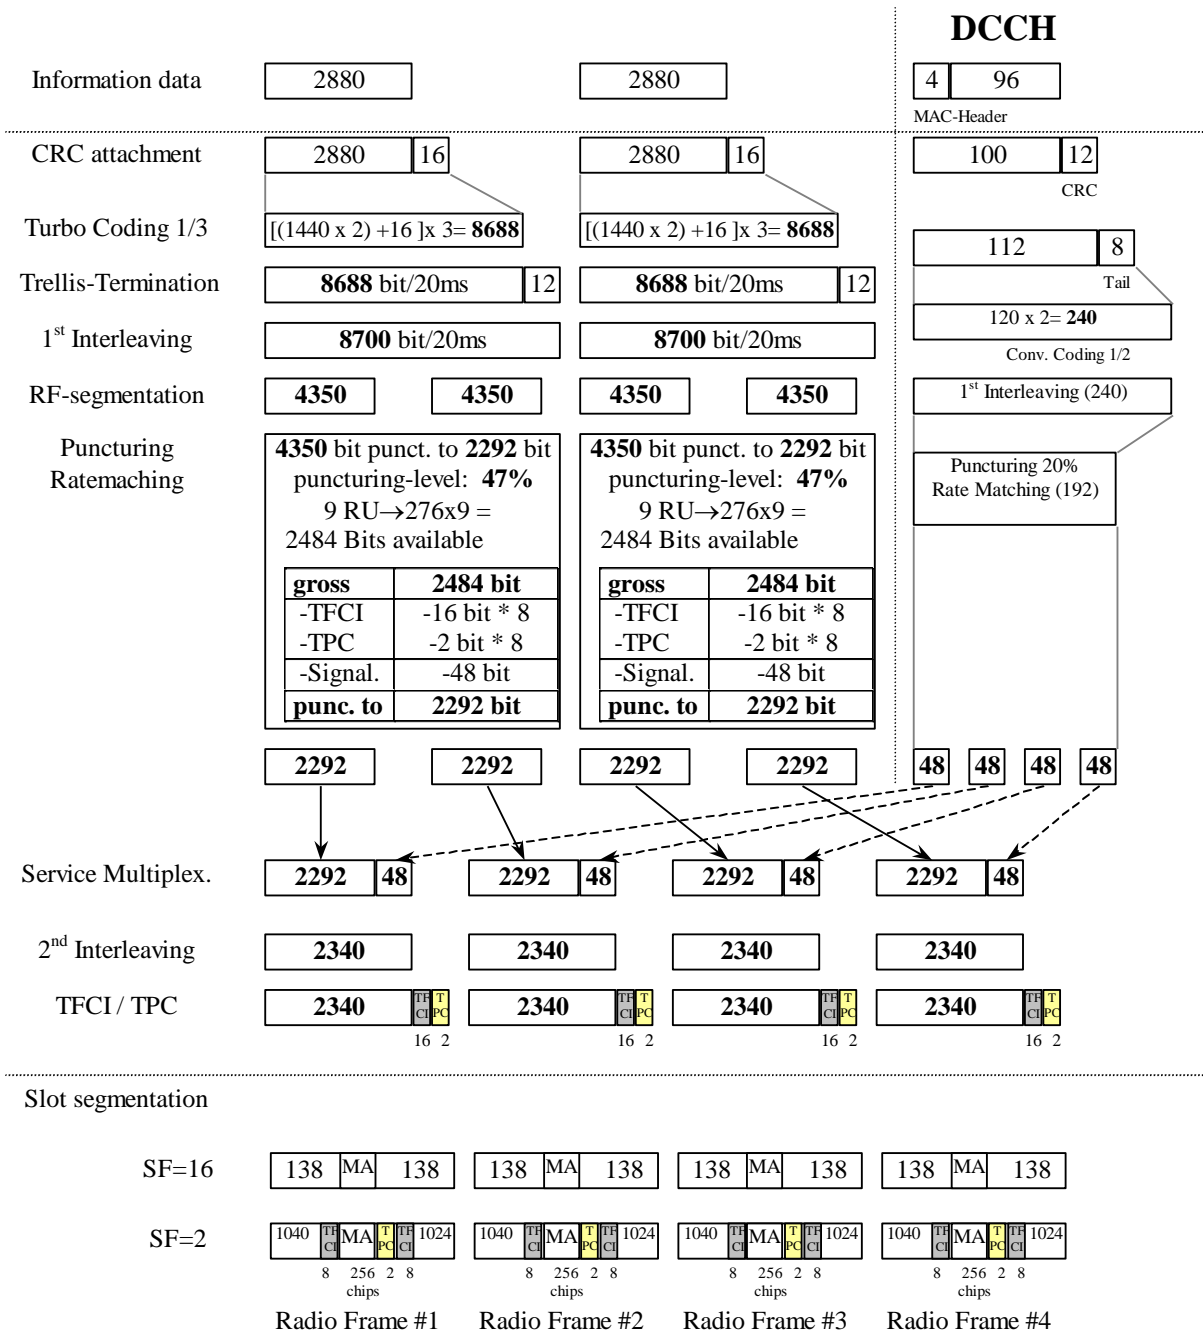 DCCH
Information data 2880 2880 4 96
MAC-Header
CRC attachment 2880 16 2880 16 100 12
CRC
Turbo Coding 1/3 [(1440 x 2) +16 ]x 3= 8688 [(1440 x 2) +16 ]x 3= 8688
112 8
Tail
Trellis-Termination 8688 bit/20ms 12 8688 bit/20ms 12
120 x 2= 240
Conv. Coding 1/2
1st Interleaving 8700 bit/20ms 8700 bit/20ms
RF-segmentation 4350 4350 4350 4350 1st Interleaving (240)
Puncturing
Ratemaching
4350 bit punct. to 2292 bit
puncturing-level: 47%
9 RU→276x9 =
2484 Bits available
gross 2484 bit
-TFCI -16 bit * 8
-TPC -2 bit * 8
-Signal. -48 bit
punc. to 2292 bit
4350 bit punct. to 2292 bit
puncturing-level: 47%
9 RU→276x9 =
2484 Bits available
gross 2484 bit
-TFCI -16 bit * 8
-TPC -2 bit * 8
-Signal. -48 bit
punc. to 2292 bit
Puncturing 20%
Rate Matching (192)
2292 2292 2292 2292 48 48 48 48
Service Multiplex. 2292 48 2292 48 2292 48 2292 48
2nd Interleaving 2340 2340 2340 2340
TFCI / TPC 2340 TF CI T PC 2340 TF CI T PC 2340 TF CI T PC 2340 TF CI T PC
16 2 16 2 16 2 16 2
Slot segmentation
SF=16 138 MA 138 138 MA 138 138 MA 138 138 MA 138
SF=2 1040 TF CI MA T PC TF CI 1024 1040 TF CI MA T PC TF CI 1024 1040 TF CI MA T PC TF CI 1024 1040 TF CI MA T PC TF CI 1024
8 256 2 8 8 256 2 8 8 256 2 8 8 256 2 8
chips chips chips chips
Radio Frame #1 Radio Frame #2 Radio Frame #3 Radio Frame #4